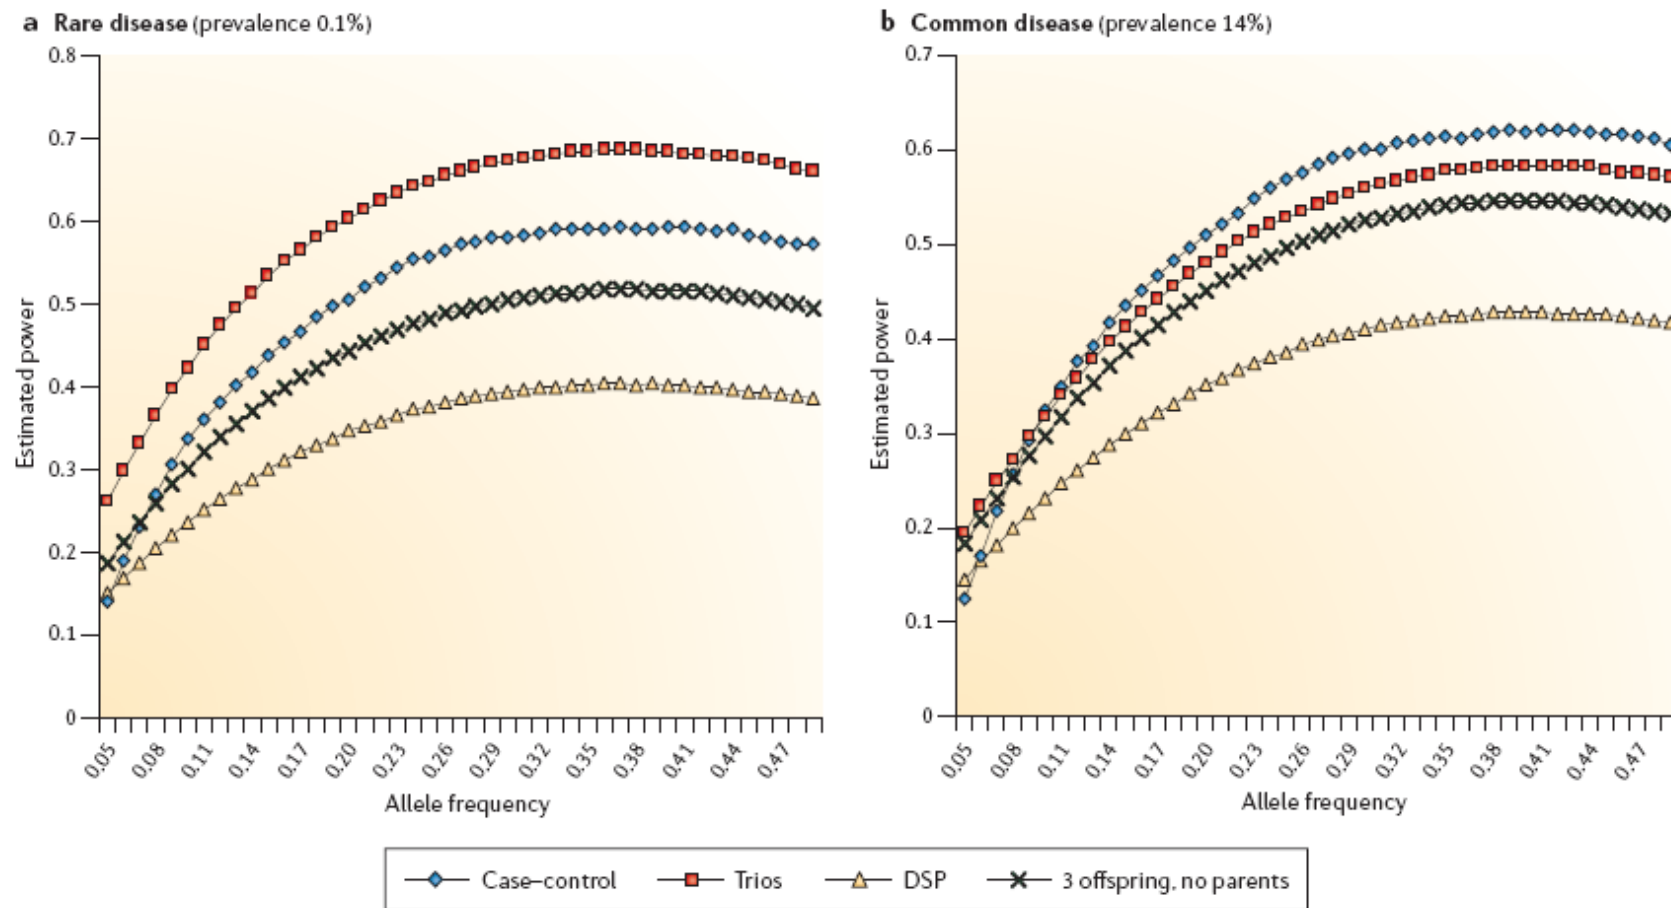 a Rare disease (prevalence 0.1%)
0.8
0.7
0.6
0.5
0.4
0.3
0.2
0.1
0
Estimated power
0.05 0.08 0.11 0.14 0.17 0.20 0.23 0.26 0.29 0.32 0.35 0.38 0.41 0.44 0.47
Allele frequency
b Common disease (prevalence 14%)
0.7
0.6
0.5
0.4
0.3
0.2
0.1
0
Estimated power
0.05 0.08 0.11 0.14 0.17 0.20 0.23 0.26 0.29 0.32 0.35 0.38 0.41 0.44 0.47
Allele frequency
Case–control Trios DSP 3 offspring, no parents